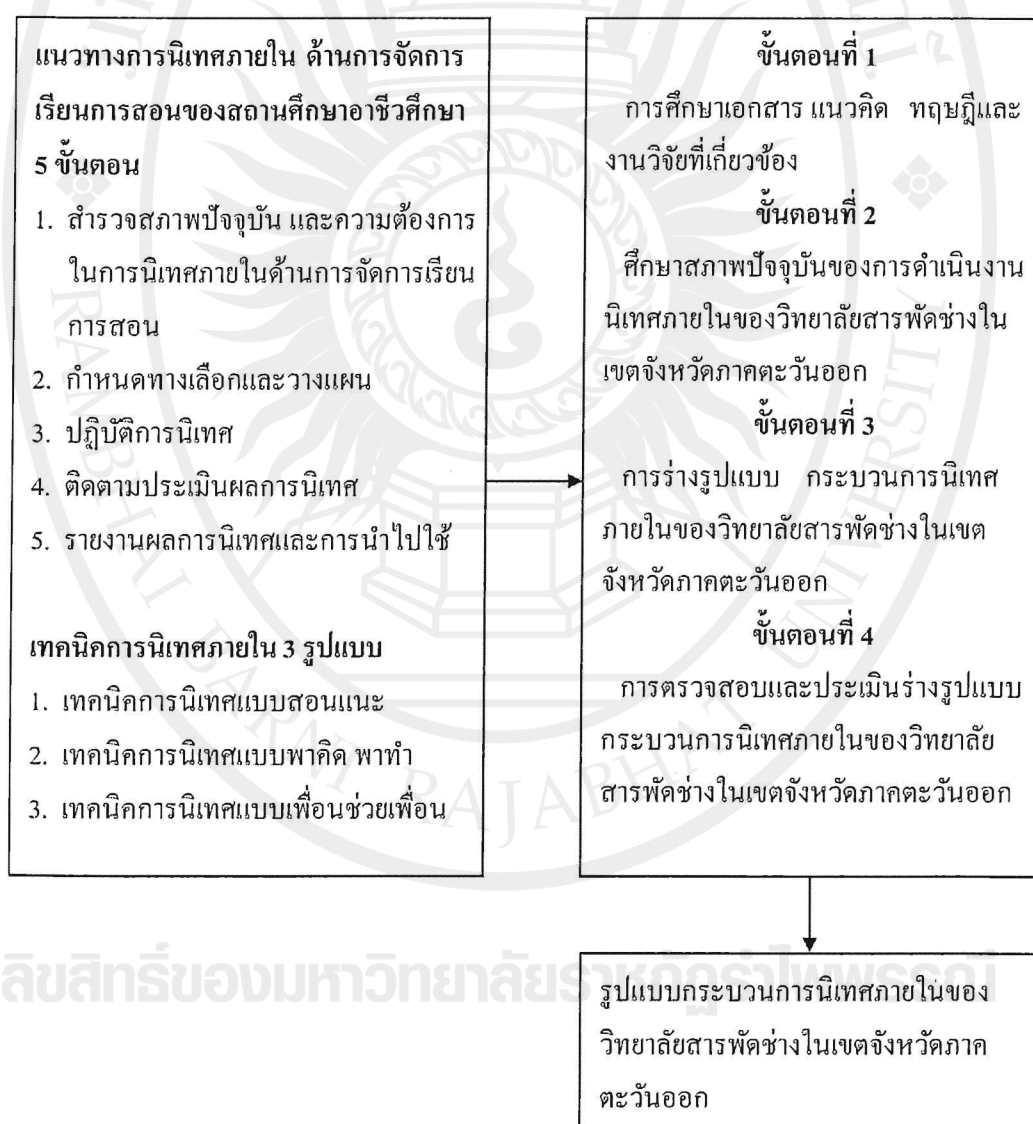 แนวทางการนิเทศภายใน ด้านการจัดการ
เรียนการสอนของสถานศึกษาอาชีวศึกษา
5 ขั้นตอน
1. สำรวจสภาพปัจจุบัน และความต้องการ
ในการนิเทศภายในด้านการจัดการเรียน
การสอน
2. กำหนดทางเลือกและวางแผน
3. ปฏิบัติการนิเทศ
4. ติดตามประเมินผลการนิเทศ
5. รายงานผลการนิเทศและการนำไปใช้
เทคนิคการนิเทศภายใน 3 รูปแบบ
1. เทคนิคการนิเทศแบบสอนแนะ
2. เทคนิคการนิเทศแบบพาคิด พาทำ
3. เทคนิคการนิเทศแบบเพื่อนช่วยเพื่อน
ขั้นตอนที่ 1
การศึกษาเอกสาร แนวคิด ทฤษฎีและ
งานวิจัยที่เกี่ยวข้อง
ขั้นตอนที่ 2
ศึกษาสภาพปัจจุบันของการดำเนินงาน
นิเทศภายในของวิทยาลัยสารพัดช่างใน
เขตจังหวัดภาคตะวันออก
ขั้นตอนที่ 3
การร่างรูปแบบ กระบวนการนิเทศ
ภายในของวิทยาลัยสารพัดช่างในเขต
จังหวัดภาคตะวันออก
ขั้นตอนที่ 4
การตรวจสอบและประเมินร่างรูปแบบ
กระบวนการนิเทศภายในของวิทยาลัย
สารพัดช่างในเขตจังหวัดภาคตะวันออก
รูปแบบกระบวนการนิเทศภายในของ
วิทยาลัยสารพัดช่างในเขตจังหวัดภาค
ตะวันออก
RAMBHAI BARNI RAJABHAT UNIVERSITY
ลิขสิทธิ์ของมหาวิทยาลัยราชภัฏรำไพพรรณี